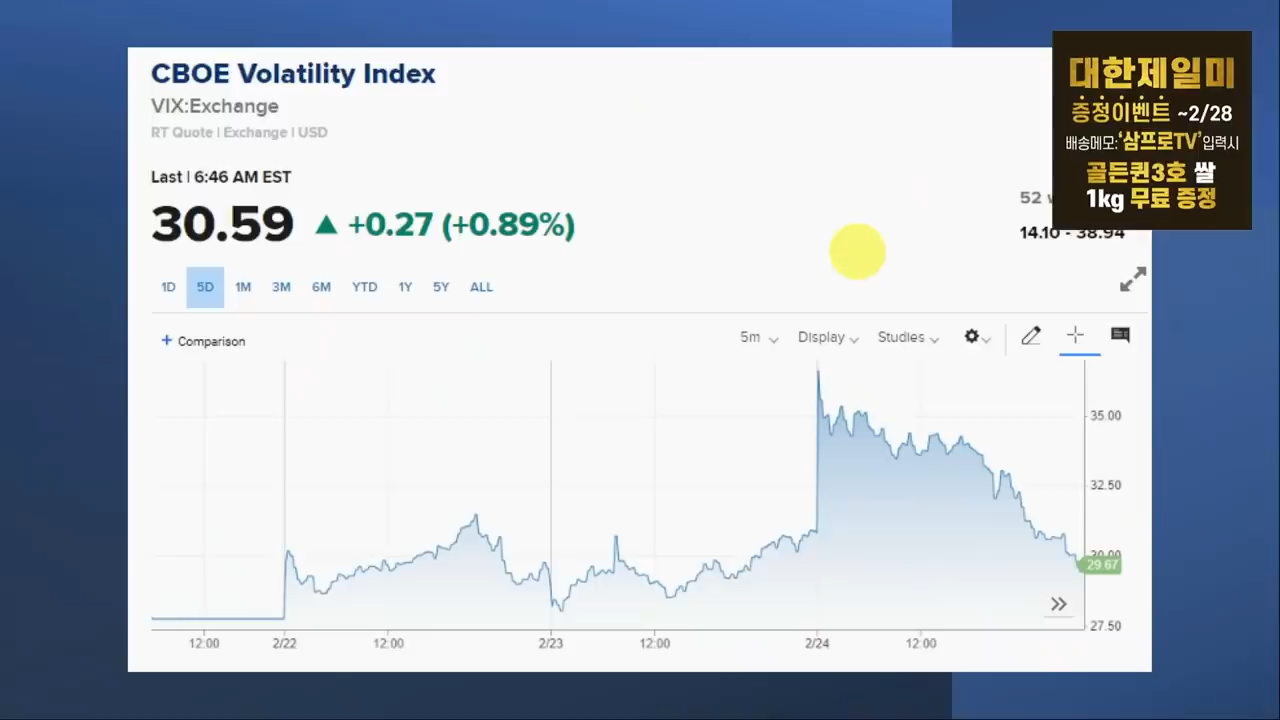 CBOE Volatility Index
VIX:Exchange
RT Quote | Exchange | USD
Last | 6:46 AM EST
30.59 ▲ +0.27 (+0.89%)
52
14.10 - 38.94
대한제일미
증정이벤트 ~2/28
배송메모:'삼프로TV'입력시
골든퀸3호 쌀
1kg 무료 증정
1D 5D 1M 3M 6M YTD 1Y 5Y ALL
+ Comparison
5m Display Studies
35.00
32.50
30.00
29.67
27.50
12:00 2/22 12:00 2/23 12:00 2/24 12:00